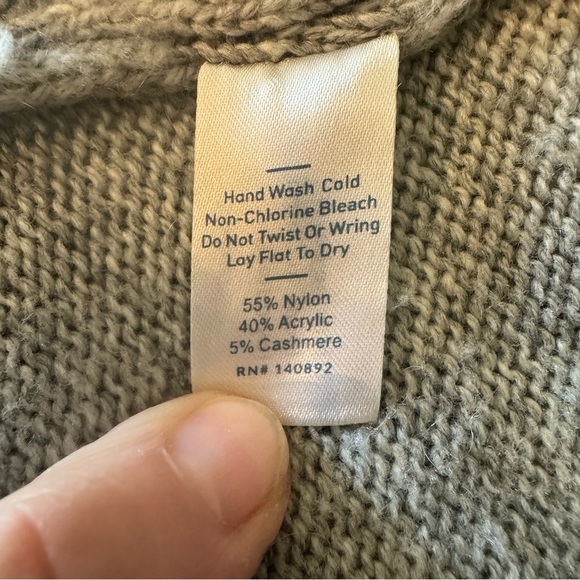 Hand Wash Cold
Non-Chlorine Bleach
Do Not Twist Or Wring
Lay Flat To Dry
55% Nylon
40% Acrylic
5% Cashmere
RN# 140892